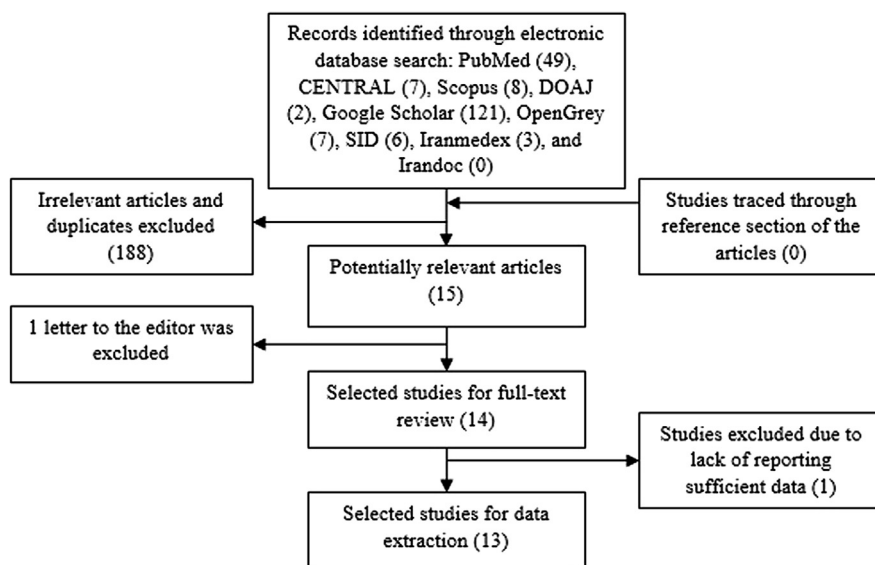 Records identified through electronic
database search: PubMed (49),
CENTRAL (7), Scopus (8), DOAJ
(2), Google Scholar (121), OpenGrey
(7), SID (6), Iranmedex (3), and
Irandoc (0)
Irrelevant articles and
duplicates excluded
(188)
Studies traced through
reference section of the
articles (0)
Potentially relevant articles
(15)
1 letter to the editor was
excluded
Selected studies for full-text
review (14)
Studies excluded due to
lack of reporting
sufficient data (1)
Selected studies for data
extraction (13)